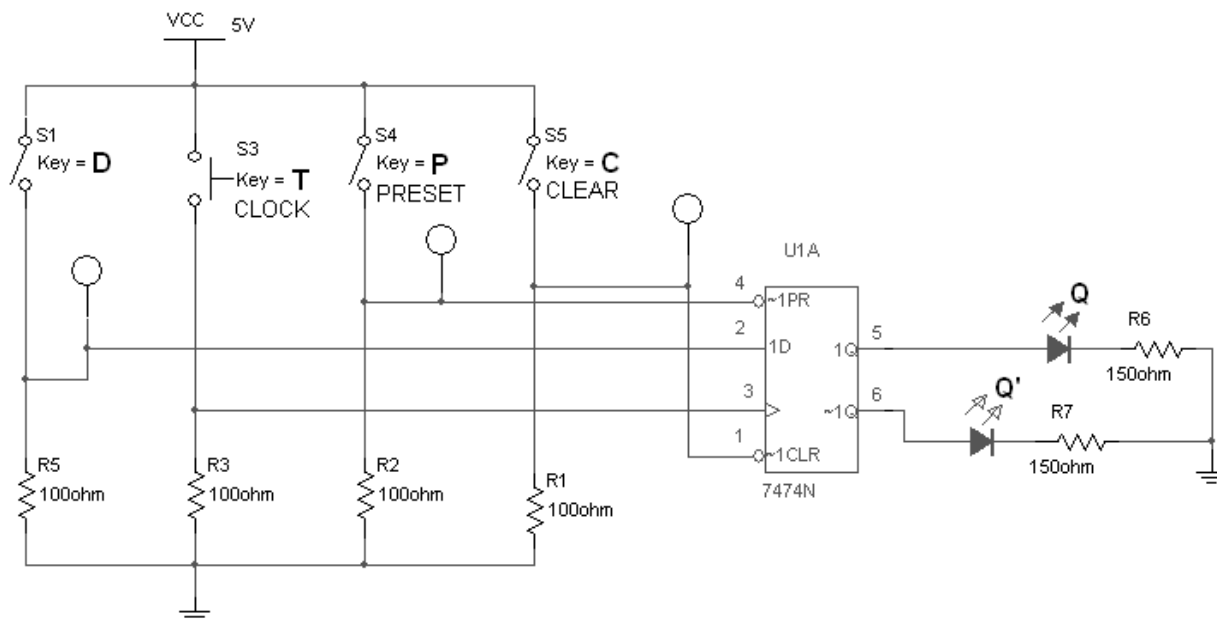 VCC 5V
S1
Key = D
S3
Key = T
CLOCK
S4
Key = P
PRESET
S5
Key = C
CLEAR
U1A
4 ~1PR
2 1D
3
1 ~1CLR
1Q 5
~1Q 6
7474N
Q
R6
150ohm
Q'
R7
150ohm
R5
100ohm
R3
100ohm
R2
100ohm
R1
100ohm